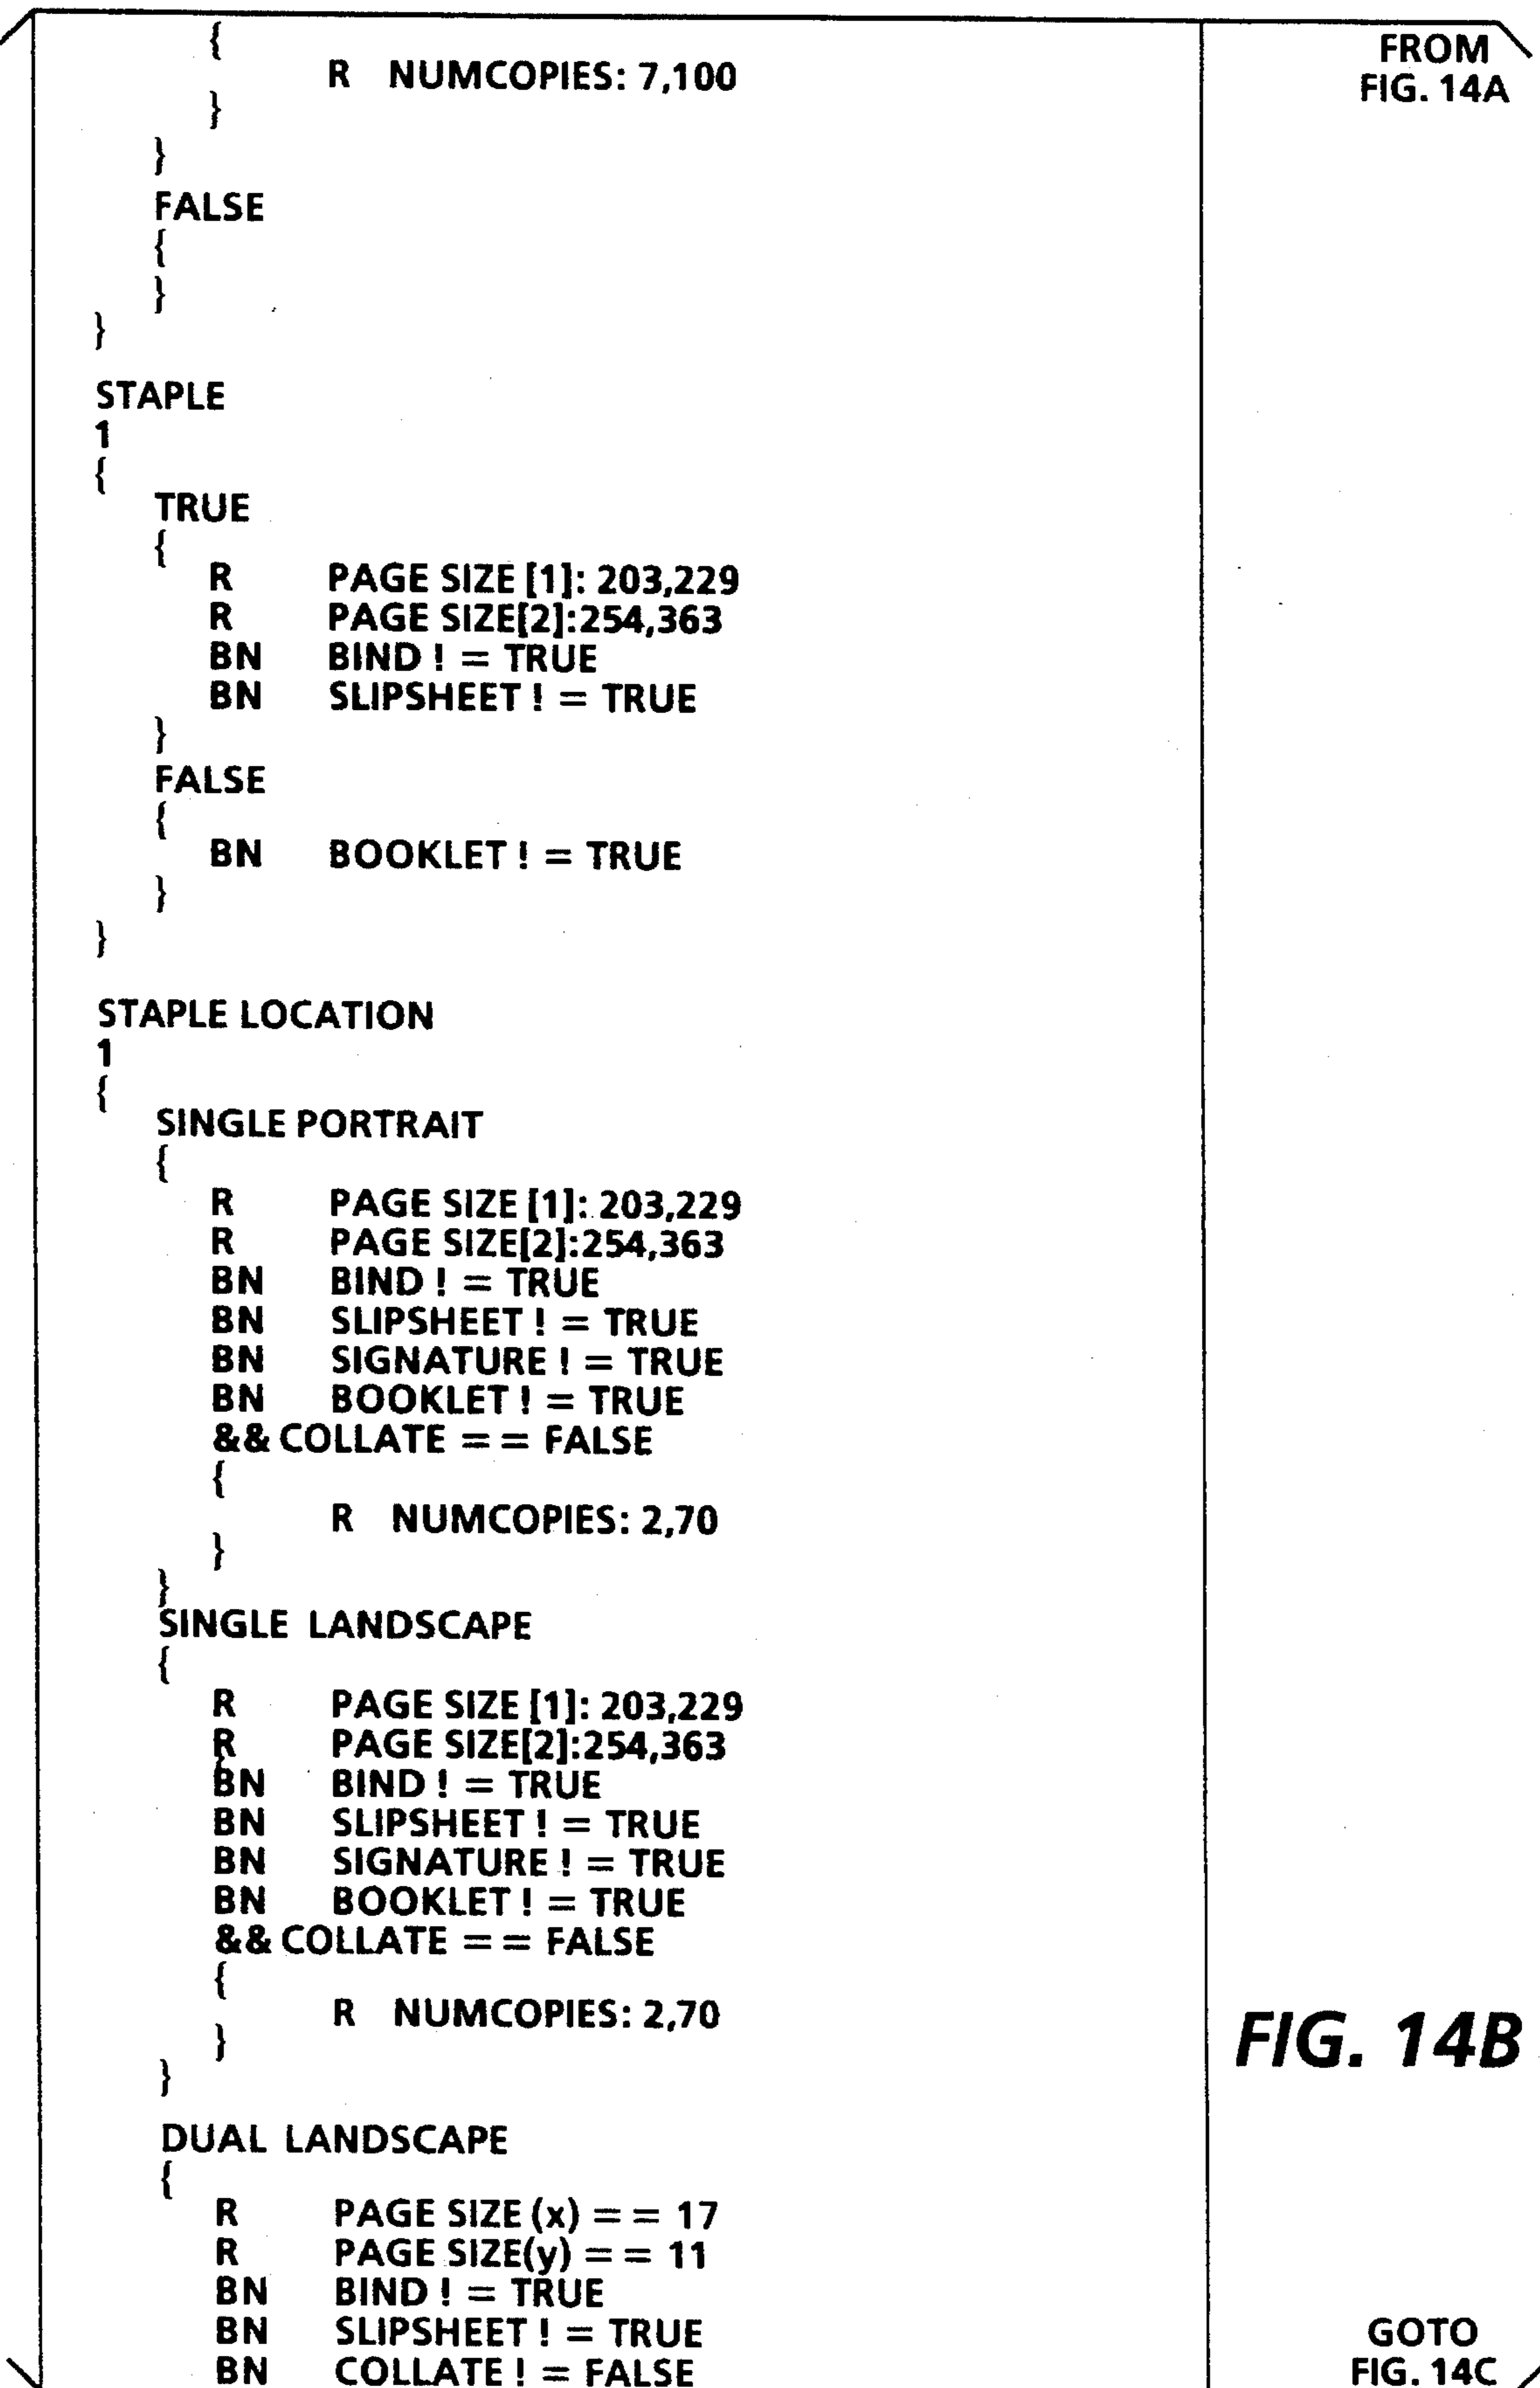 {
R NUMCOPIES: 7,100
}
}
FALSE
{
}
}
STAPLE
1
{
TRUE
{
R PAGE SIZE [1]: 203,229
R PAGE SIZE[2]:254,363
BN BIND ! = TRUE
BN SLIPSHEET ! = TRUE
}
FALSE
{
BN BOOKLET ! = TRUE
}
}
STAPLE LOCATION
1
{
SINGLE PORTRAIT
{
R PAGE SIZE [1]: 203,229
R PAGE SIZE[2]:254,363
BN BIND ! = TRUE
BN SLIPSHEET ! = TRUE
BN SIGNATURE ! = TRUE
BN BOOKLET ! = TRUE
&& COLLATE = = FALSE
{
R NUMCOPIES: 2,70
}
}
SINGLE LANDSCAPE
{
R PAGE SIZE [1]: 203,229
R PAGE SIZE[2]:254,363
BN BIND ! = TRUE
BN SLIPSHEET ! = TRUE
BN SIGNATURE ! = TRUE
BN BOOKLET ! = TRUE
&& COLLATE = = FALSE
{
R NUMCOPIES: 2,70
}
}
DUAL LANDSCAPE
{
R PAGE SIZE (x) = = 17
R PAGE SIZE(y) = = 11
BN BIND ! = TRUE
BN SLIPSHEET ! = TRUE
BN COLLATE ! = FALSE
FROM
FIG. 14A
FIG. 14B
GOTO
FIG. 14C